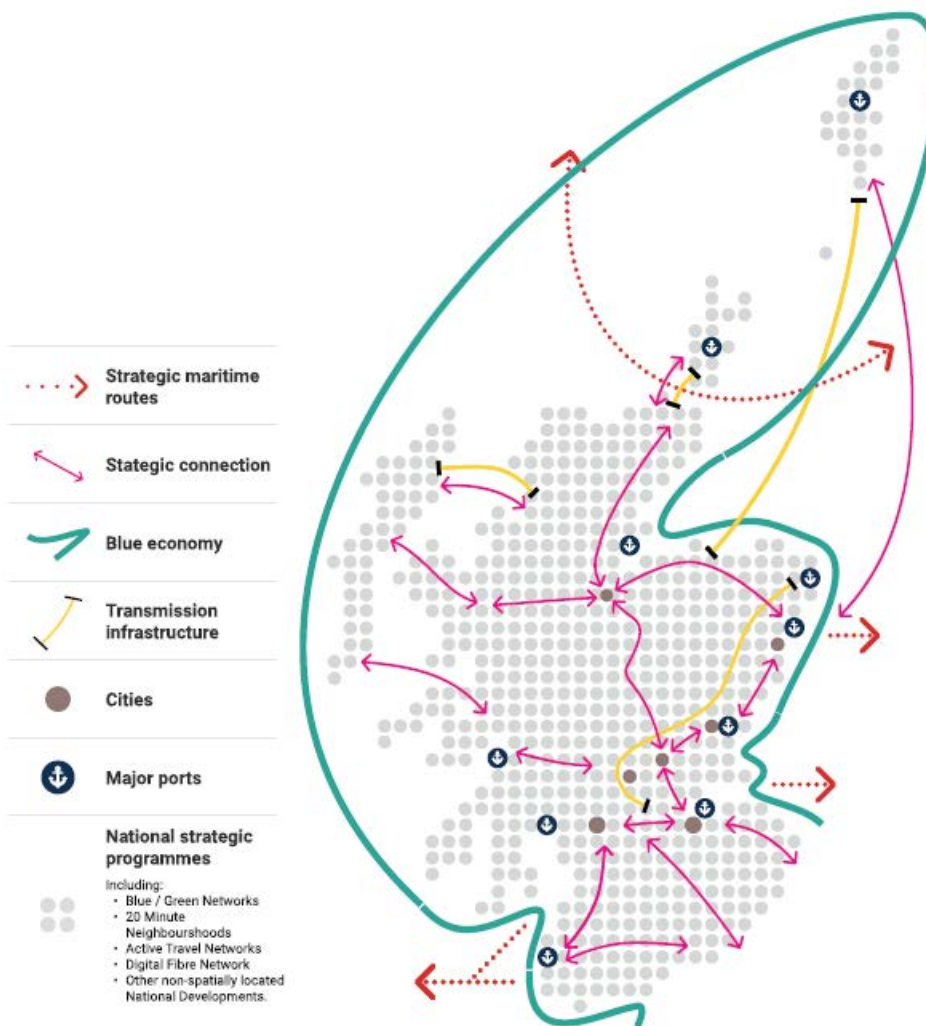 Strategic maritime
routes
Stategic connection
Blue economy
Transmission
infrastructure
Cities
Major ports
National strategic
programmes
Including:
• Blue / Green Networks
• 20 Minute
Neighbourshoods
• Active Travel Networks
• Digital Fibre Network
• Other non-spatially located
National Developments.